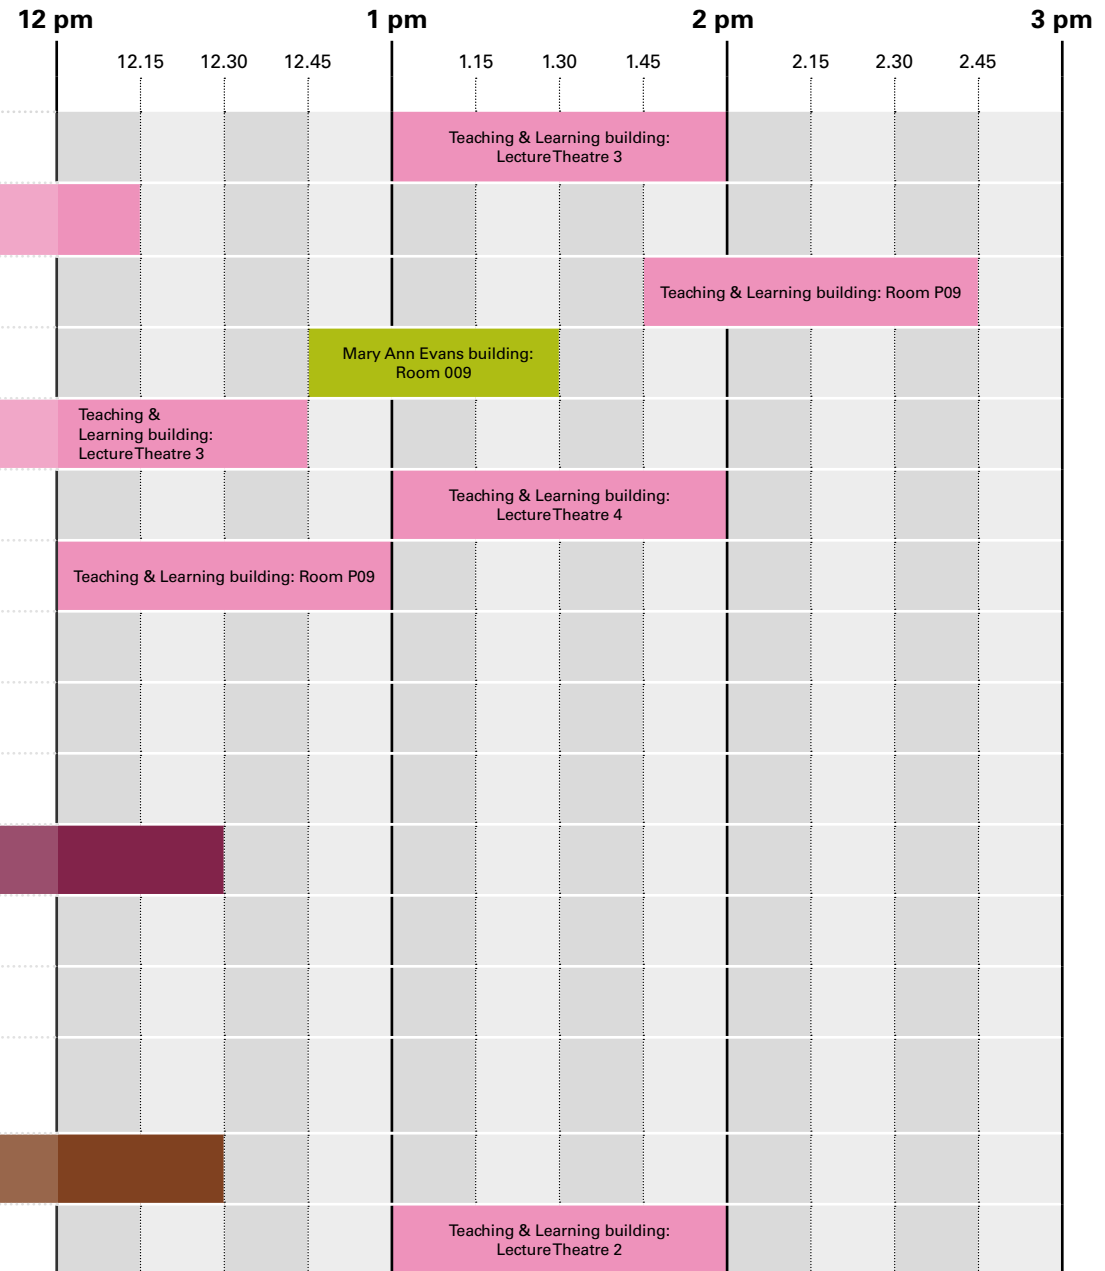 12 pm 1 pm 2 pm 3 pm
12.15 12.30 12.45 1.15 1.30 1.45 2.15 2.30 2.45
Teaching & Learning building:
Lecture Theatre 3
Teaching & Learning building: Room P09
Mary Ann Evans building:
Room 009
Teaching &
Learning building:
Lecture Theatre 3
Teaching & Learning building:
Lecture Theatre 4
Teaching & Learning building: Room P09
Teaching & Learning building:
Lecture Theatre 2